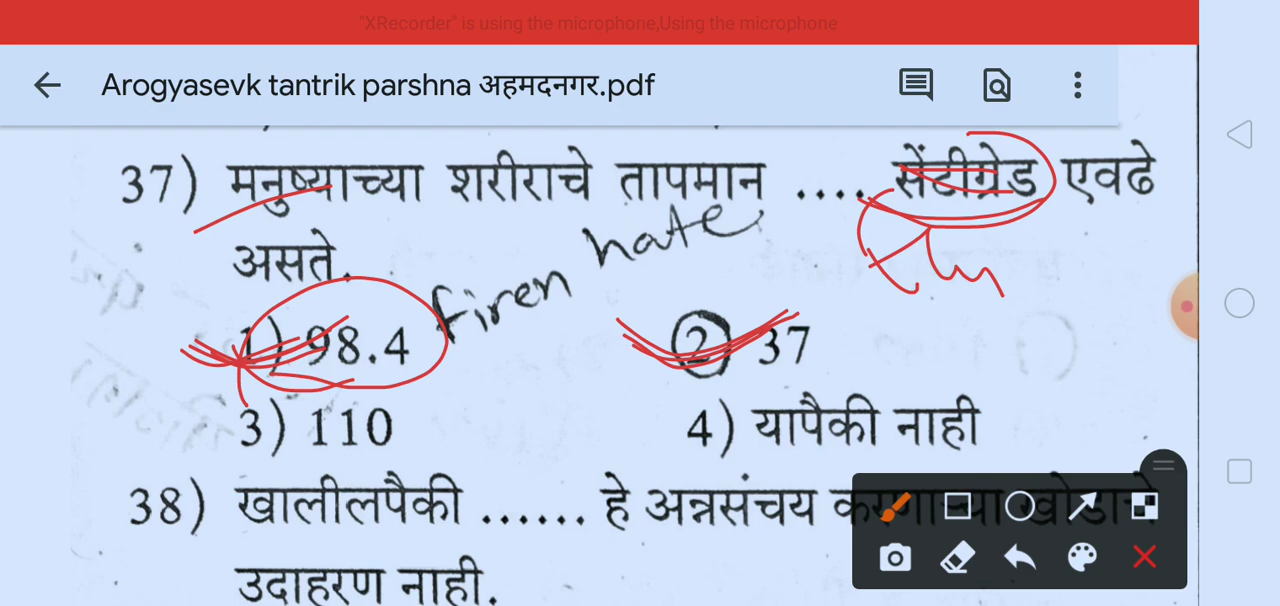 "XRecorder" is using the microphone,Using the microphone
Arogyasevk tantrik parshna अहमदनगर.pdf
37) मनुष्याच्या शरीराचे तापमान .... सेंटीग्रेड एवढे
असते.
firen hate
1) 98.4 2) 37
3) 110 4) यापैकी नाही
38) खालीलपैकी ...... हे अन्नसंचय करणाऱ्या खोडाचे
उदाहरण नाही.